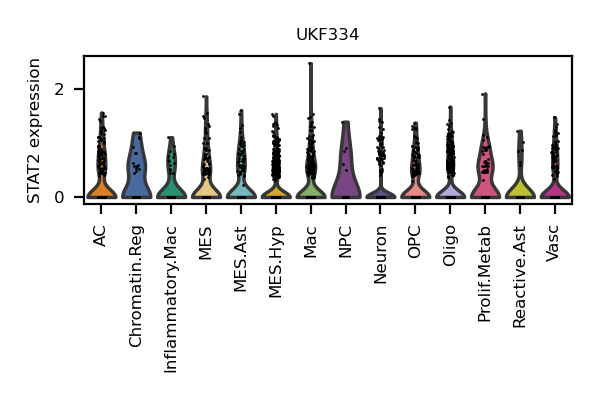 UKF334
STAT2 expression
2
0
AC
Chromatin.Reg
Inflammatory.Mac
MES
MES.Ast
MES.Hyp
Mac
NPC
Neuron
OPC
Oligo
Prolif.Metab
Reactive.Ast
Vasc